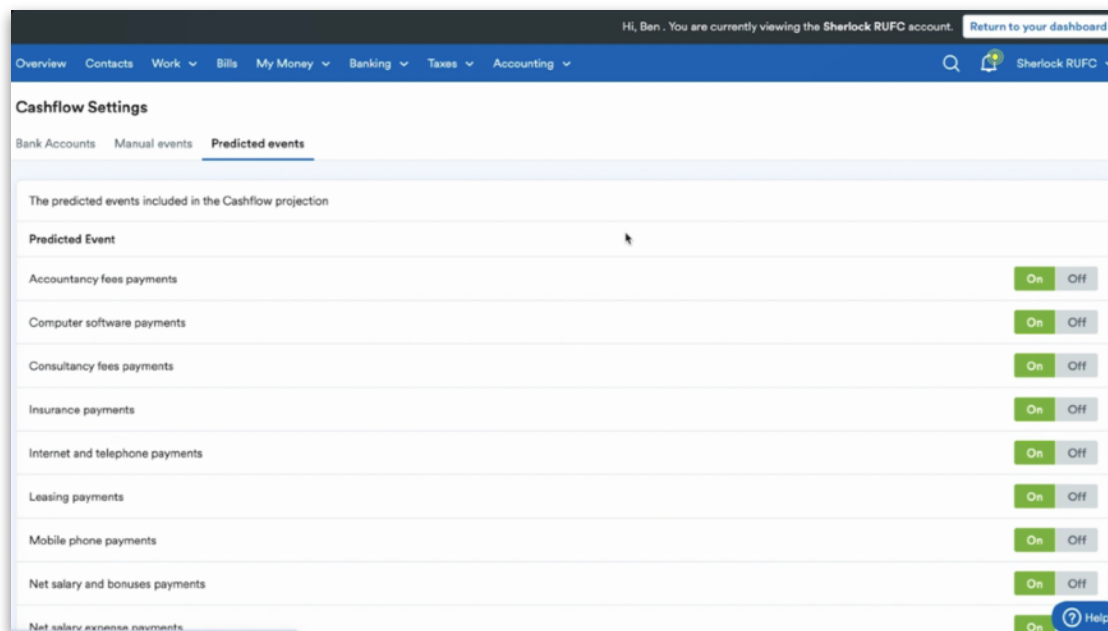 Hi, Ben . You are currently viewing the Sherlock RUFC account. Return to your dashboard
Overview Contacts Work Bills My Money Banking Taxes Accounting Sherlock RUFC
Cashflow Settings
Bank Accounts Manual events Predicted events
The predicted events included in the Cashflow projection
Predicted Event
Accountancy fees payments On Off
Computer software payments On Off
Consultancy fees payments On Off
Insurance payments On Off
Internet and telephone payments On Off
Leasing payments On Off
Mobile phone payments On Off
Net salary and bonuses payments On Off
Net salary expense payments On
Help